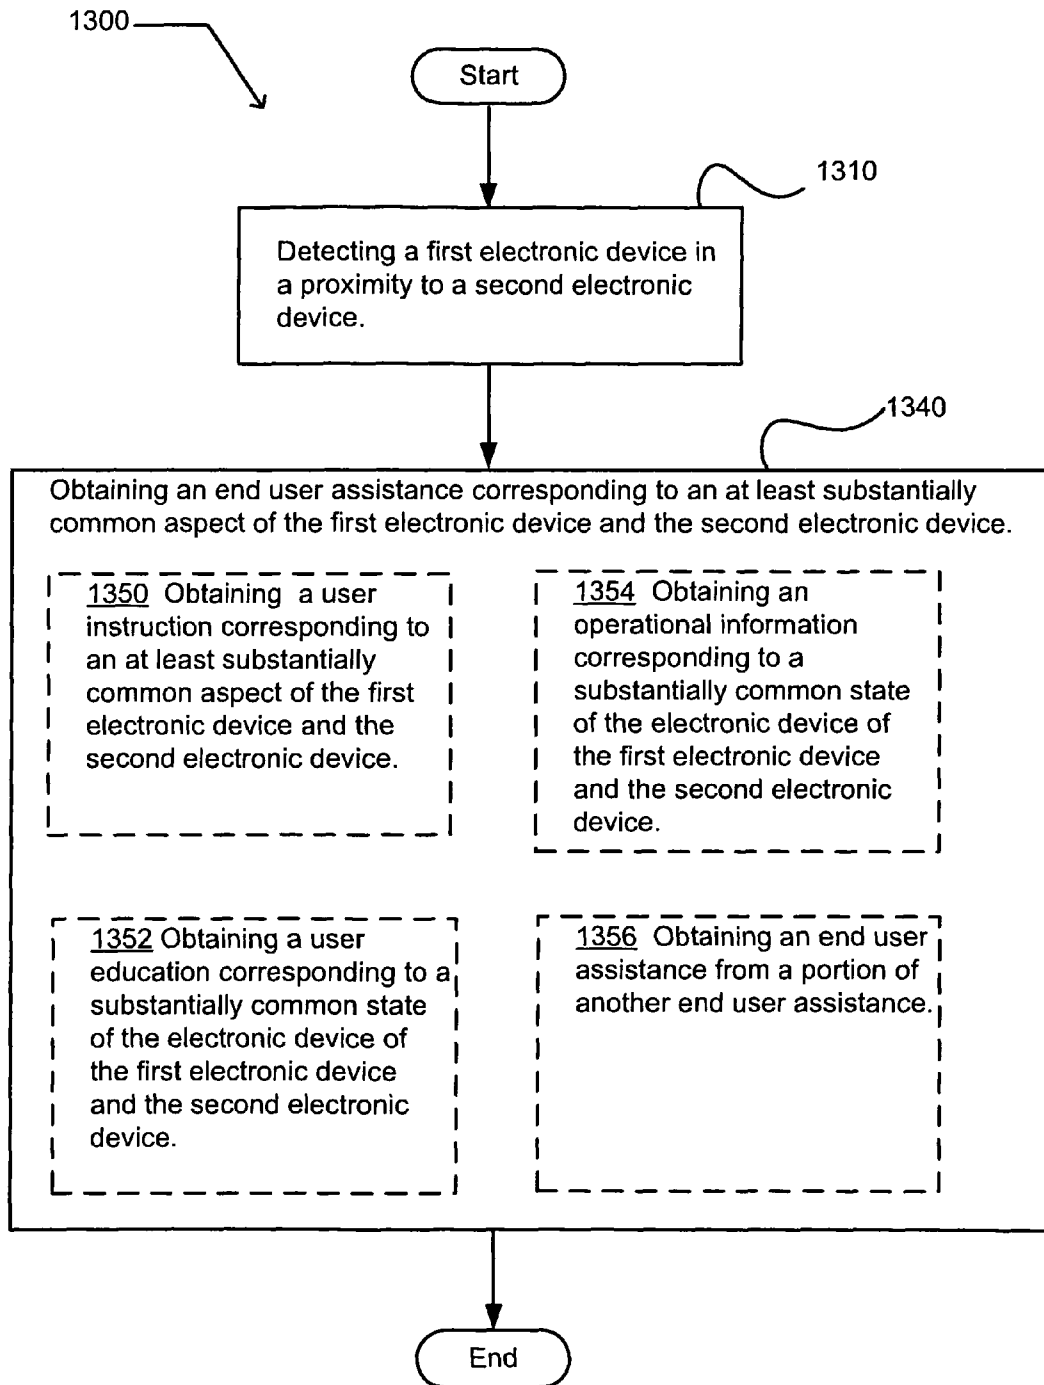 1300
Start
1310
Detecting a first electronic device in
a proximity to a second electronic
device.
1340
Obtaining an end user assistance corresponding to an at least substantially
common aspect of the first electronic device and the second electronic device.
1350 Obtaining a user
instruction corresponding to
an at least substantially
common aspect of the first
electronic device and the
second electronic device.
1354 Obtaining an
operational information
corresponding to a
substantially common state
of the electronic device of
the first electronic device
and the second electronic
device.
1352 Obtaining a user
education corresponding to a
substantially common state
of the electronic device of
the first electronic device
and the second electronic
device.
1356 Obtaining an end user
assistance from a portion of
another end user assistance.
End